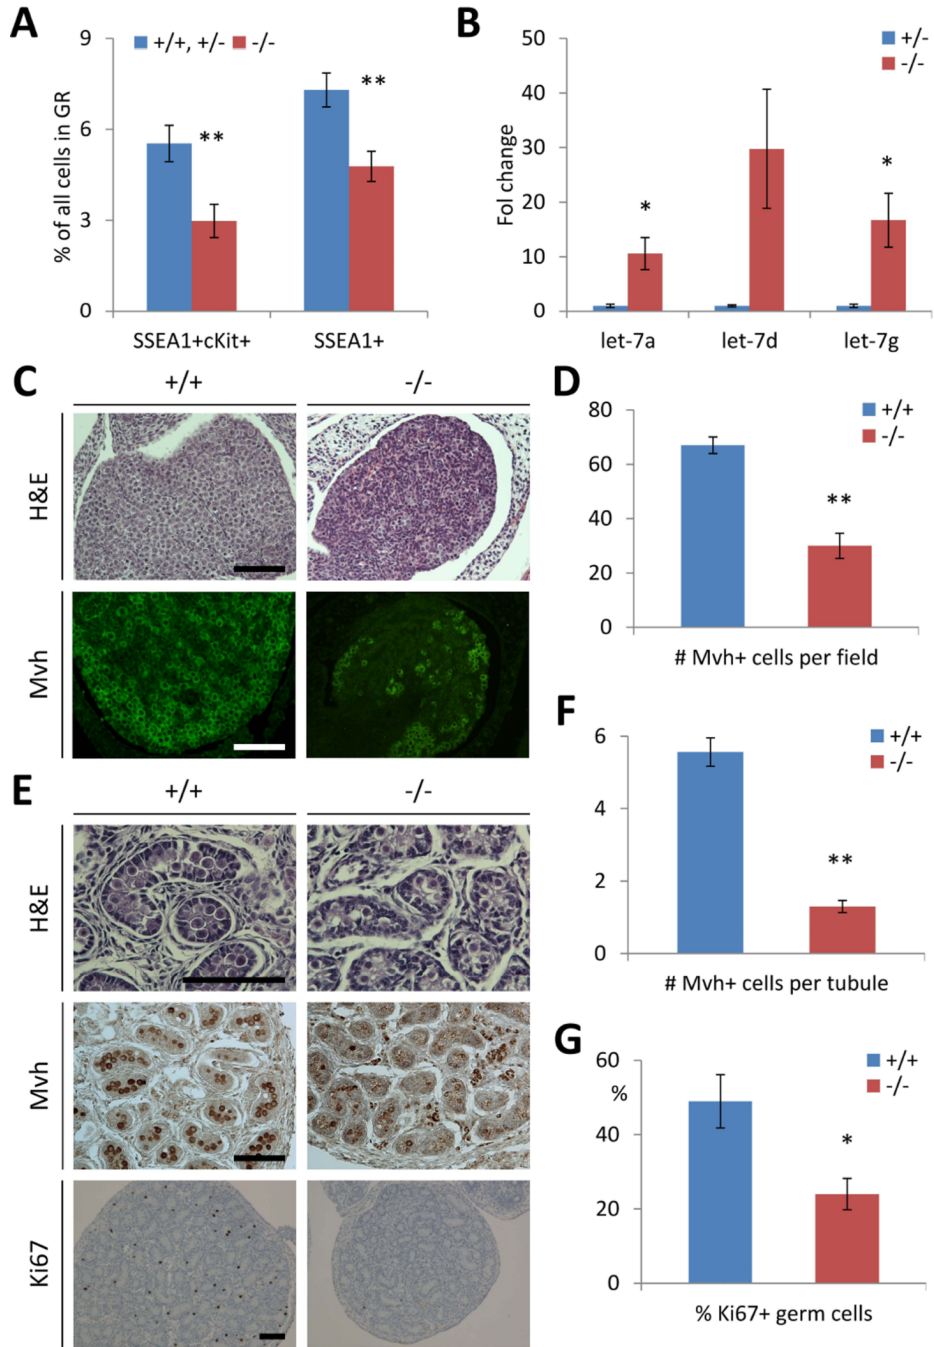 A
+/+, +/- -/-
% of all cells in GR
9
6
3
0
**
**
SSEA1+cKit+ SSEA1+
B
+/-
-/-
Fol change
50
40
30
20
10
0
*
*
let-7a let-7d let-7g
C
+/+ -/-
H&E
Mvh
D
+/+
-/-
80
60
40
20
0
**
# Mvh+ cells per field
E
+/+ -/-
H&E
Mvh
Ki67
F
+/+
-/-
6
4
2
0
**
# Mvh+ cells per tubule
G
+/+
-/-
60
%
40
20
0
*
% Ki67+ germ cells